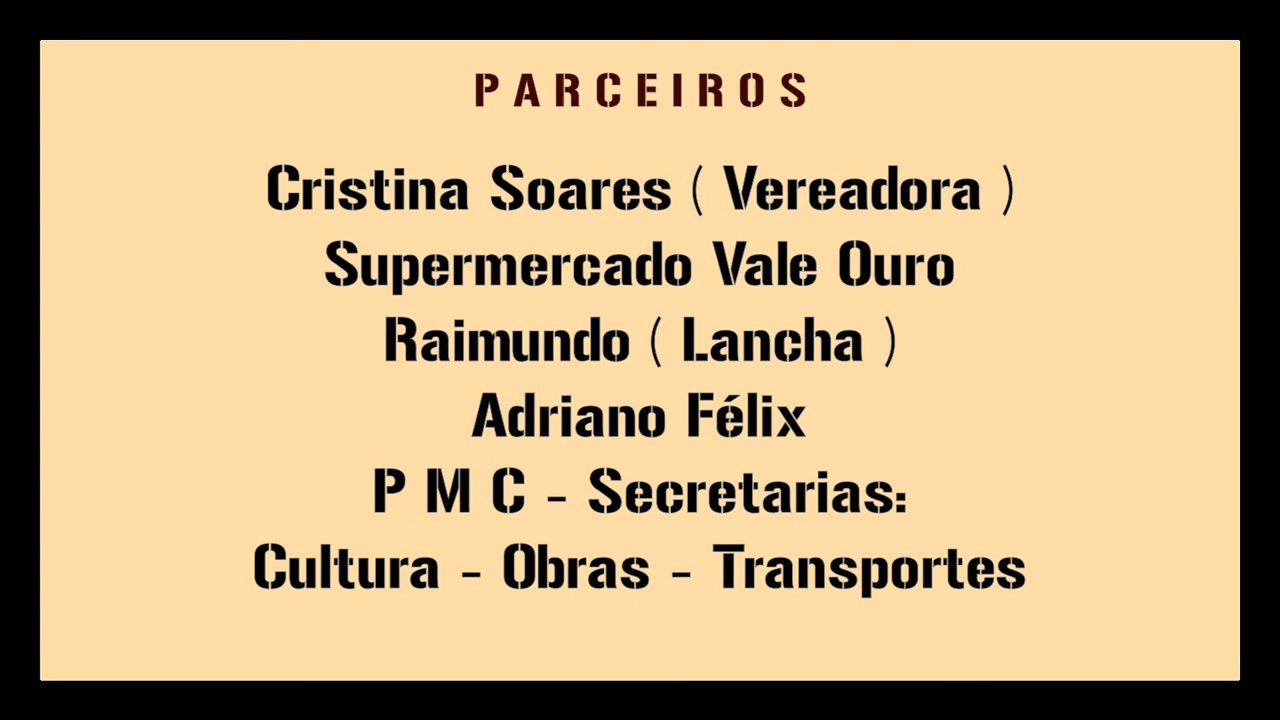 PARCEIROS
Cristina Soares ( Vereadora )
Supermercado Vale Ouro
Raimundo ( Lancha )
Adriano Félix
P M C - Secretarias:
Cultura - Obras - Transportes